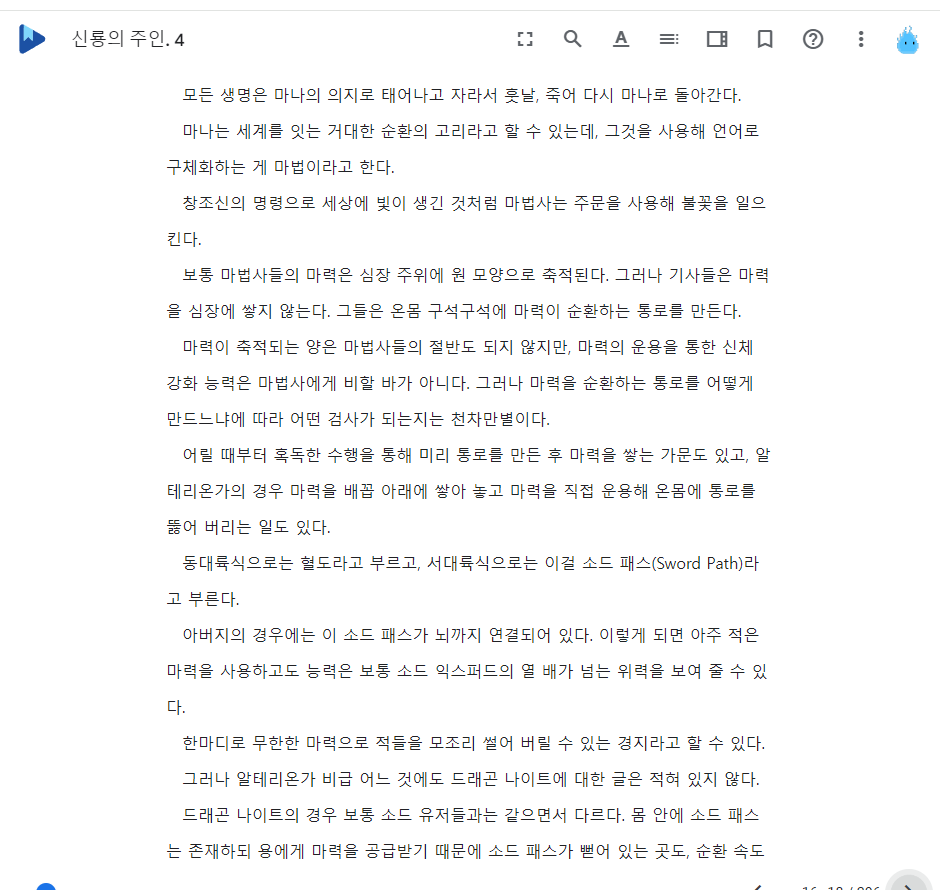 신룡의 주인. 4
모든 생명은 마나의 의지로 태어나고 자라서 훗날, 죽어 다시 마나로 돌아간다.
마나는 세계를 잇는 거대한 순환의 고리라고 할 수 있는데, 그것을 사용해 언어로
구체화하는 게 마법이라고 한다.
창조신의 명령으로 세상에 빛이 생긴 것처럼 마법사는 주문을 사용해 불꽃을 일으
킨다.
보통 마법사들의 마력은 심장 주위에 원 모양으로 축적된다. 그러나 기사들은 마력
을 심장에 쌓지 않는다. 그들은 온몸 구석구석에 마력이 순환하는 통로를 만든다.
마력이 축적되는 양은 마법사들의 절반도 되지 않지만, 마력의 운용을 통한 신체
강화 능력은 마법사에게 비할 바가 아니다. 그러나 마력을 순환하는 통로를 어떻게
만드느냐에 따라 어떤 검사가 되는지는 천차만별이다.
어릴 때부터 혹독한 수행을 통해 미리 통로를 만든 후 마력을 쌓는 가문도 있고, 알
테리온가의 경우 마력을 배꼽 아래에 쌓아 놓고 마력을 직접 운용해 온몸에 통로를
뚫어 버리는 일도 있다.
동대륙식으로는 혈도라고 부르고, 서대륙식으로는 이걸 소드 패스(Sword Path)라
고 부른다.
아버지의 경우에는 이 소드 패스가 뇌까지 연결되어 있다. 이렇게 되면 아주 적은
마력을 사용하고도 능력은 보통 소드 익스퍼드의 열 배가 넘는 위력을 보여 줄 수 있
다.
한마디로 무한한 마력으로 적들을 모조리 썰어 버릴 수 있는 경지라고 할 수 있다.
그러나 알테리온가 비급 어느 것에도 드래곤 나이트에 대한 글은 적혀 있지 않다.
드래곤 나이트의 경우 보통 소드 유저들과는 같으면서 다르다. 몸 안에 소드 패스
는 존재하되 용에게 마력을 공급받기 때문에 소드 패스가 뻗어 있는 곳도, 순환 속도